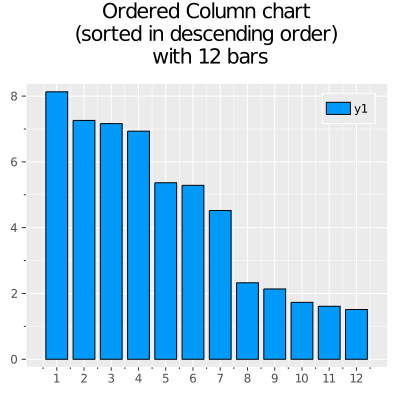 Ordered Column chart
(sorted in descending order)
with 12 bars
y1
8
6
4
2
0
1 2 3 4 5 6 7 8 9 10 11 12